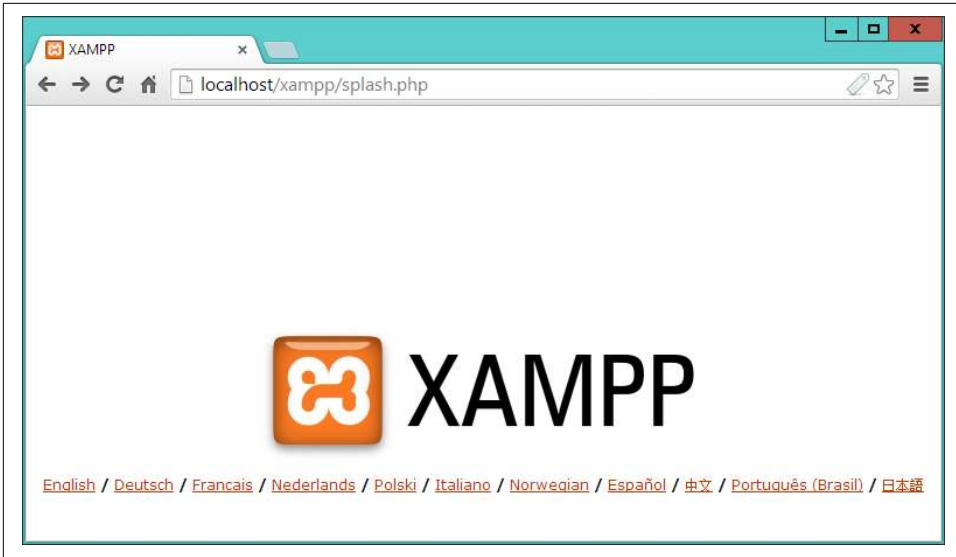 XAMPP
localhost/xampp/splash.php
XAMPP
English / Deutsch / Francais / Nederlands / Polski / Italiano / Norwegian / Español / 中文 / Português (Brasil) / 日本語